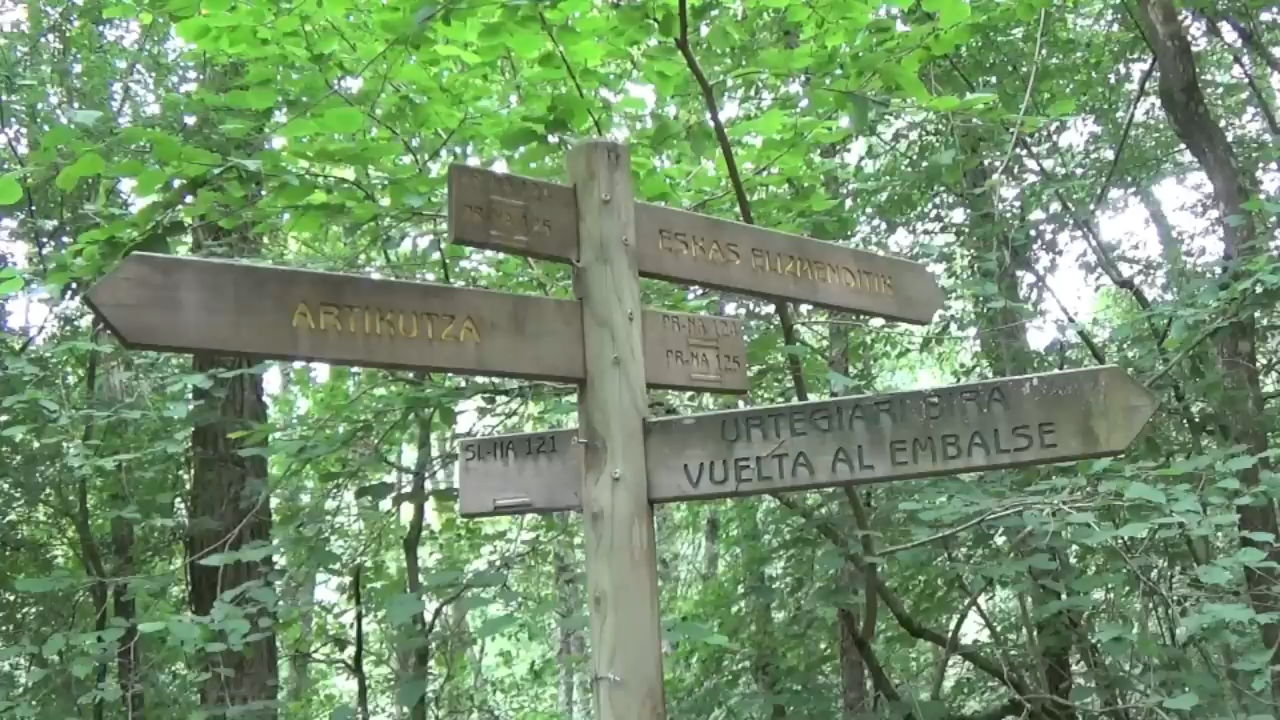 PR-NA 125
ESKAS ELIZMENDITIK
ARTIKUTZA
PR-NA 124
PR-NA 125
SL-NA 121
URTEGIARI BIRA
VUELTA AL EMBALSE